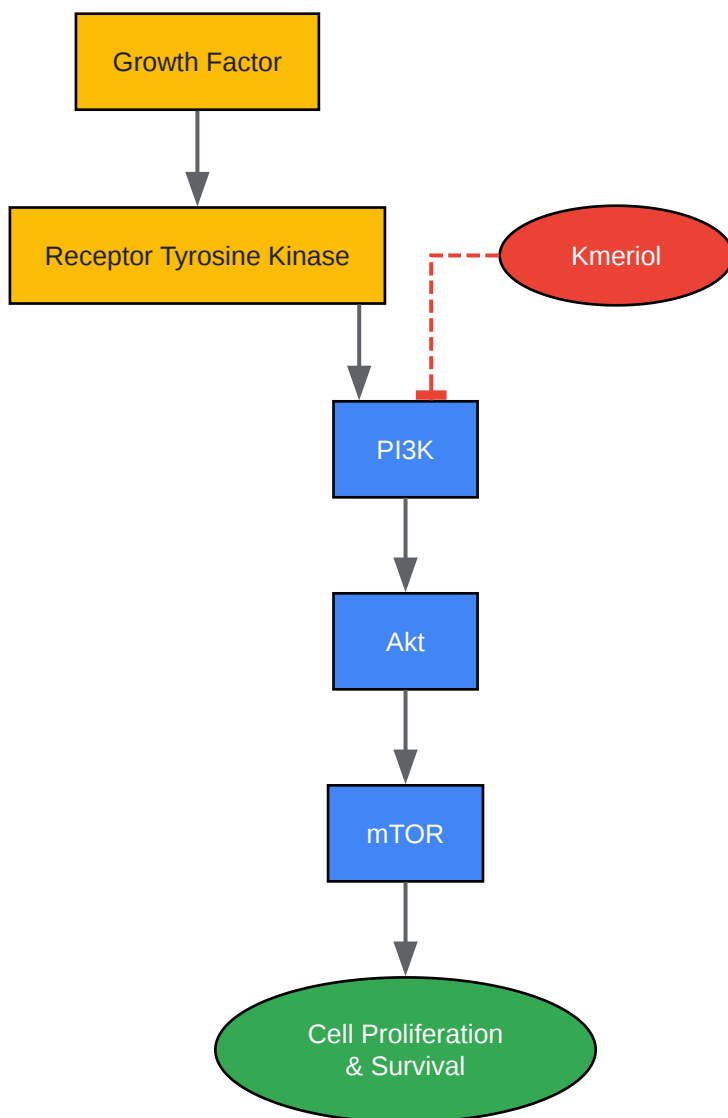 Growth Factor
Receptor Tyrosine Kinase
Kmeriol
PI3K
Akt
mTOR
Cell Proliferation
& Survival